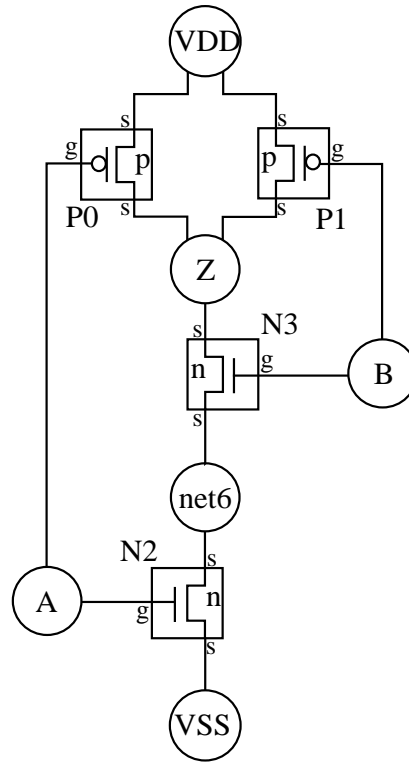 VDD
s s
g p p g
s s
P0 P1
Z
s N3
n g B
s
net6
N2 s
A g n
s
VSS